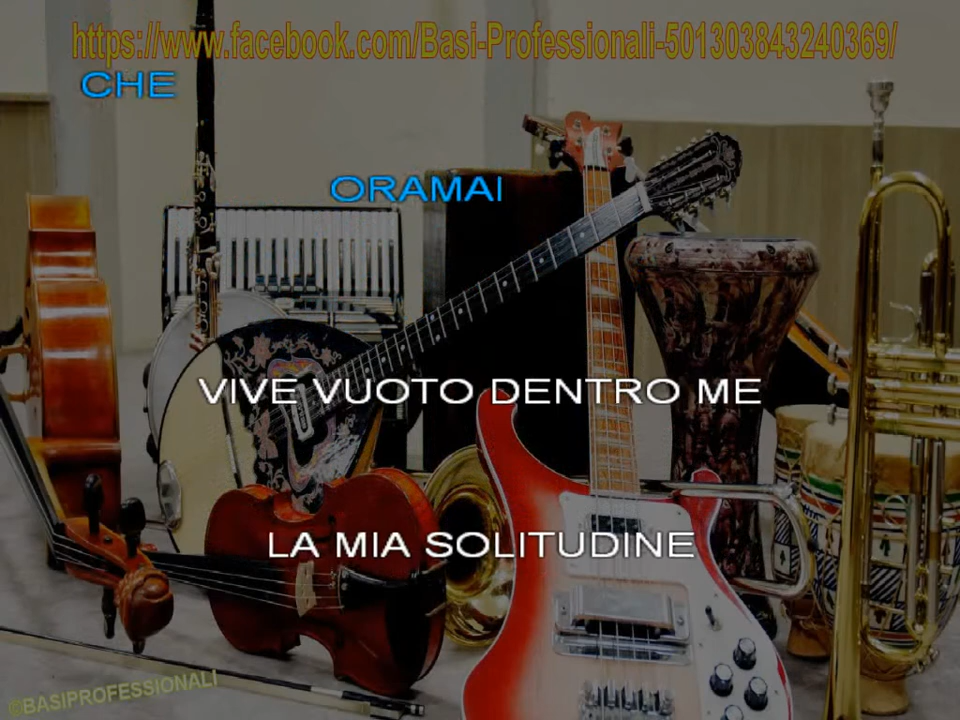 https://www.facebook.com/Basi-Professionali-501303843240369/
CHE
ORAMAI
VIVE VUOTO DENTRO ME
LA MIA SOLITUDINE
©BASIPROFESSIONALI